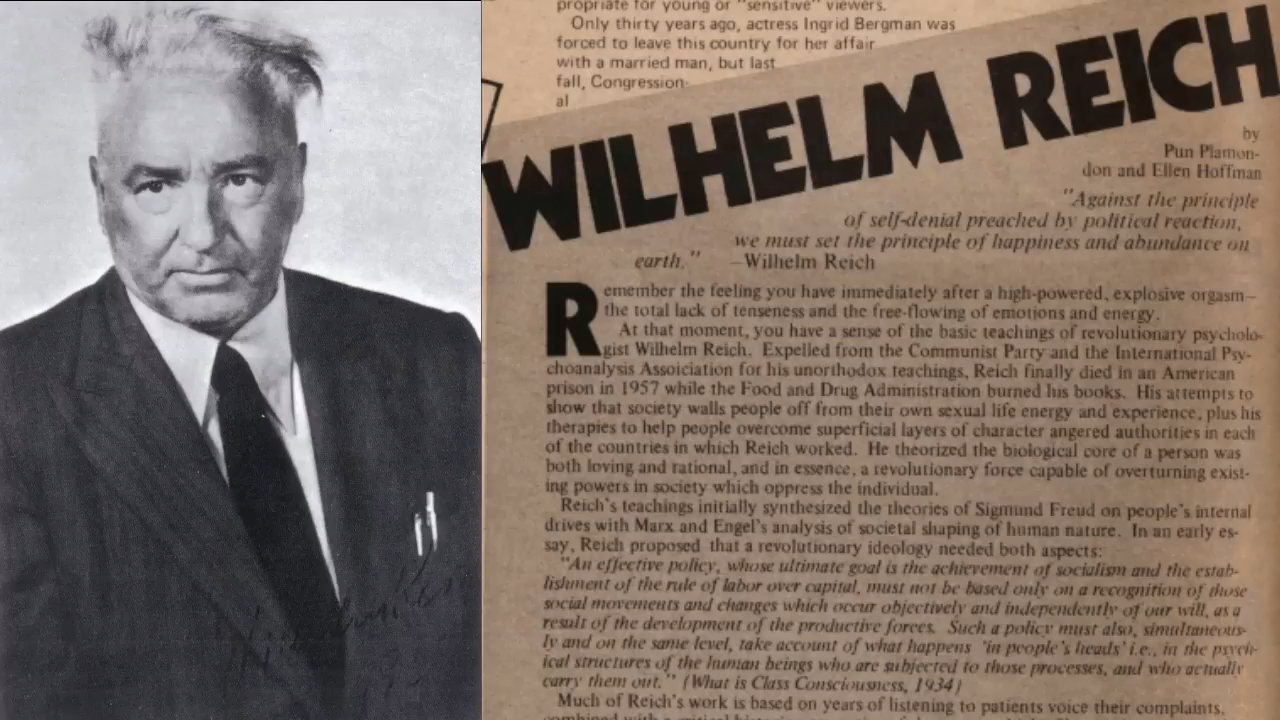 propriate for young or "sensitive" viewers.
Only thirty years ago, actress Ingrid Bergman was
forced to leave this country for her affair
with a married man, but last
fall, Congression-
al
WILHELM REICH
by
Pun Plamon-
don and Ellen Hoffman
"Against the principle
of self-denial preached by political reaction,
we must set the principle of happiness and abundance on
earth." —Wilhelm Reich
Remember the feeling you have immediately after a high-powered, explosive orgasm—
the total lack of tenseness and the free-flowing of emotions and energy.
At that moment, you have a sense of the basic teachings of revolutionary psycholo-
gist Wilhelm Reich. Expelled from the Communist Party and the International Psy-
choanalysis Assoiciation for his unorthodox teachings, Reich finally died in an American
prison in 1957 while the Food and Drug Administration burned his books. His attempts to
show that society walls people off from their own sexual life energy and experience, plus his
therapies to help people overcome superficial layers of character angered authorities in each
of the countries in which Reich worked. He theorized the biological core of a person was
both loving and rational, and in essence, a revolutionary force capable of overturning exist-
ing powers in society which oppress the individual.
Reich's teachings initially synthesized the theories of Sigmund Freud on people's internal
drives with Marx and Engel's analysis of societal shaping of human nature. In an early es-
say, Reich proposed that a revolutionary ideology needed both aspects:
"An effective policy, whose ultimate goal is the achievement of socialism and the estab-
lishment of the rule of labor over capital, must not be based only on a recognition of those
social movements and changes which occur objectively and independently of our will, as a
result of the development of the productive forces. Such a policy must also, simultaneous-
ly and on the same level, take account of what happens 'in people's heads' i.e., in the psych-
ical structures of the human beings who are subjected to those processes, and who actually
carry them out." (What is Class Consciousness, 1934)
Much of Reich's work is based on years of listening to patients voice their complaints,
combined with a critical